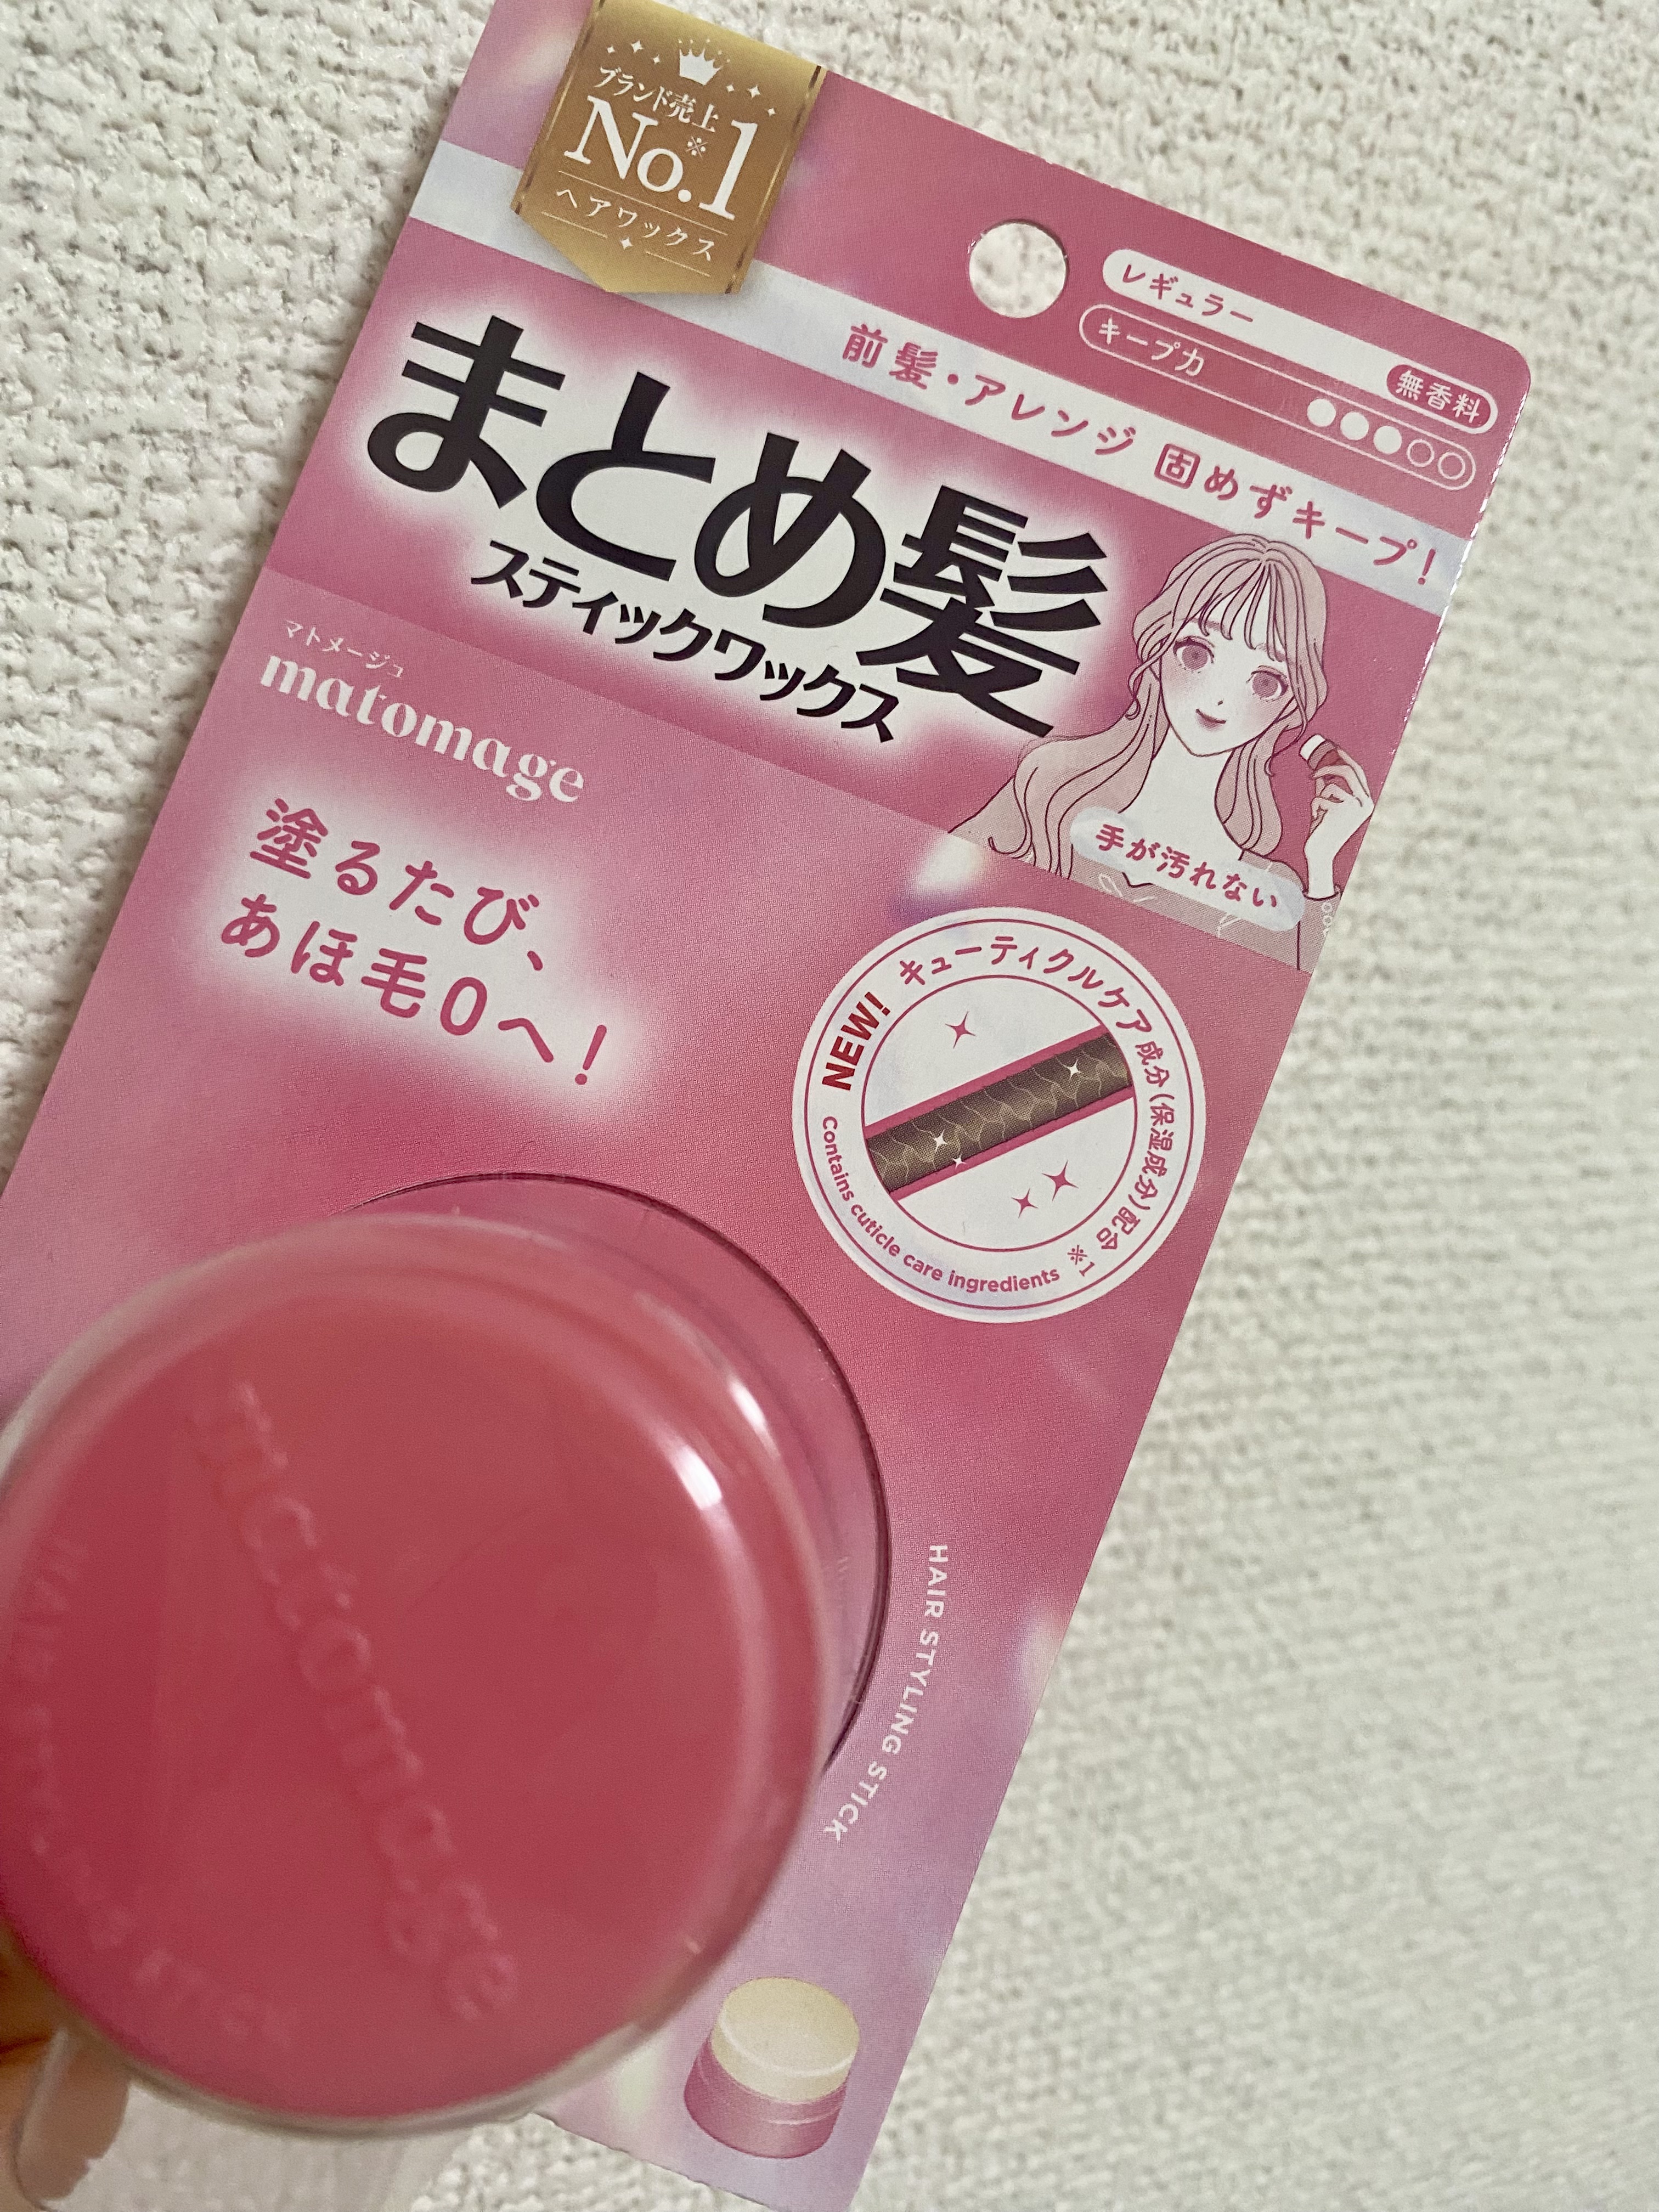 ブランド売上
No.1※
ヘアワックス
レギュラー 無香料
キープ力
前髪・アレンジ 固めずキープ!
まとめ髪
スティックワックス
マトメージュ
matomage
手が汚れない
塗るたび、
あほ毛0へ!
NEW! キューティクルケア成分(保湿成分)配合 ※1
Contains cuticle care ingredients
HAIR STYLING STICK
matomage